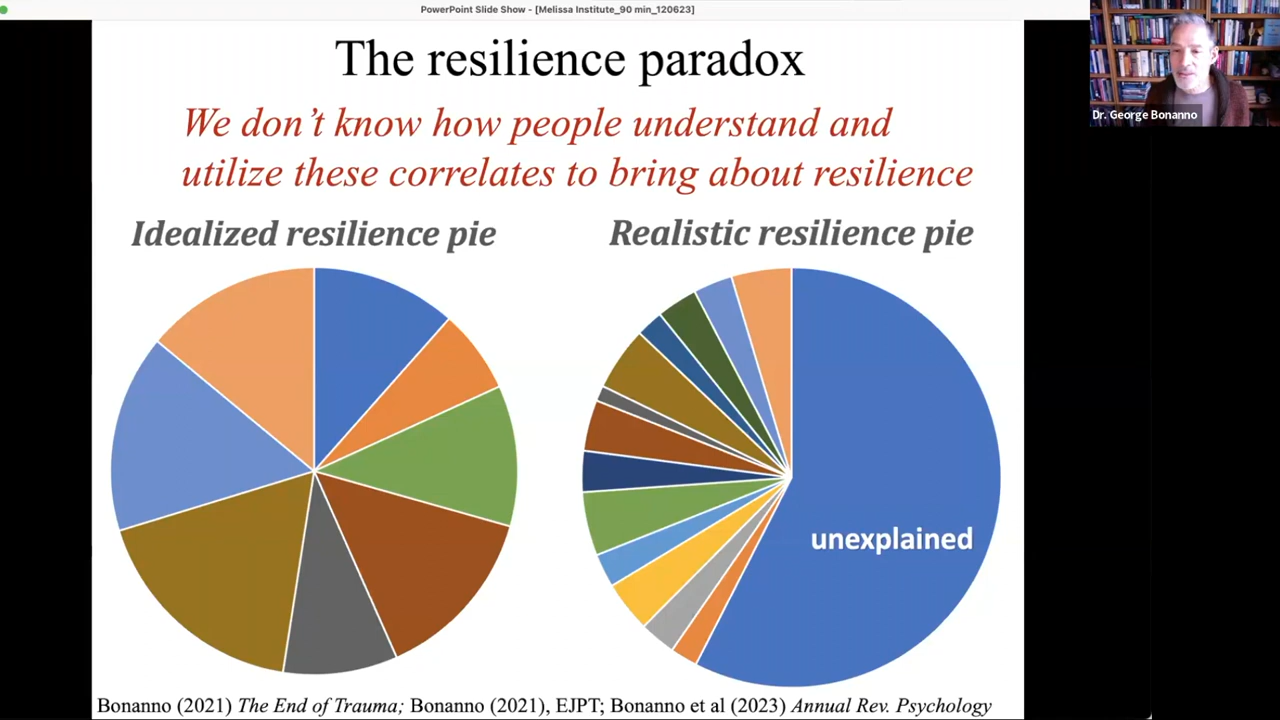 PowerPoint Slide Show - [Melissa Institute_90 min_120623]
Dr. George Bonanno
The resilience paradox
We don’t know how people understand and
utilize these correlates to bring about resilience
Idealized resilience pie
Realistic resilience pie
unexplained
Bonanno (2021) The End of Trauma; Bonanno (2021), EJPT; Bonanno et al (2023) Annual Rev. Psychology